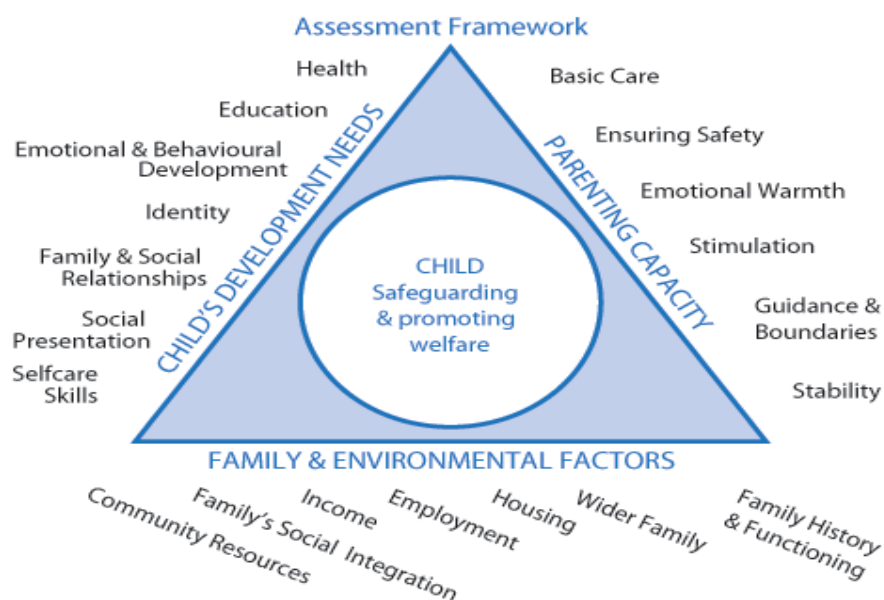 Assessment Framework
Health
Education
Emotional & Behavioural
Development
Identity
Family & Social
Relationships
Social
Presentation
Selfcare
Skills
CHILD'S DEVELOPMENT NEEDS
CHILD
Safeguarding
& promoting
welfare
PARENTING CAPACITY
Basic Care
Ensuring Safety
Emotional Warmth
Stimulation
Guidance &
Boundaries
Stability
FAMILY & ENVIRONMENTAL FACTORS
Community Resources
Family's Social Integration
Income
Employment
Housing
Wider Family
Family History
& Functioning